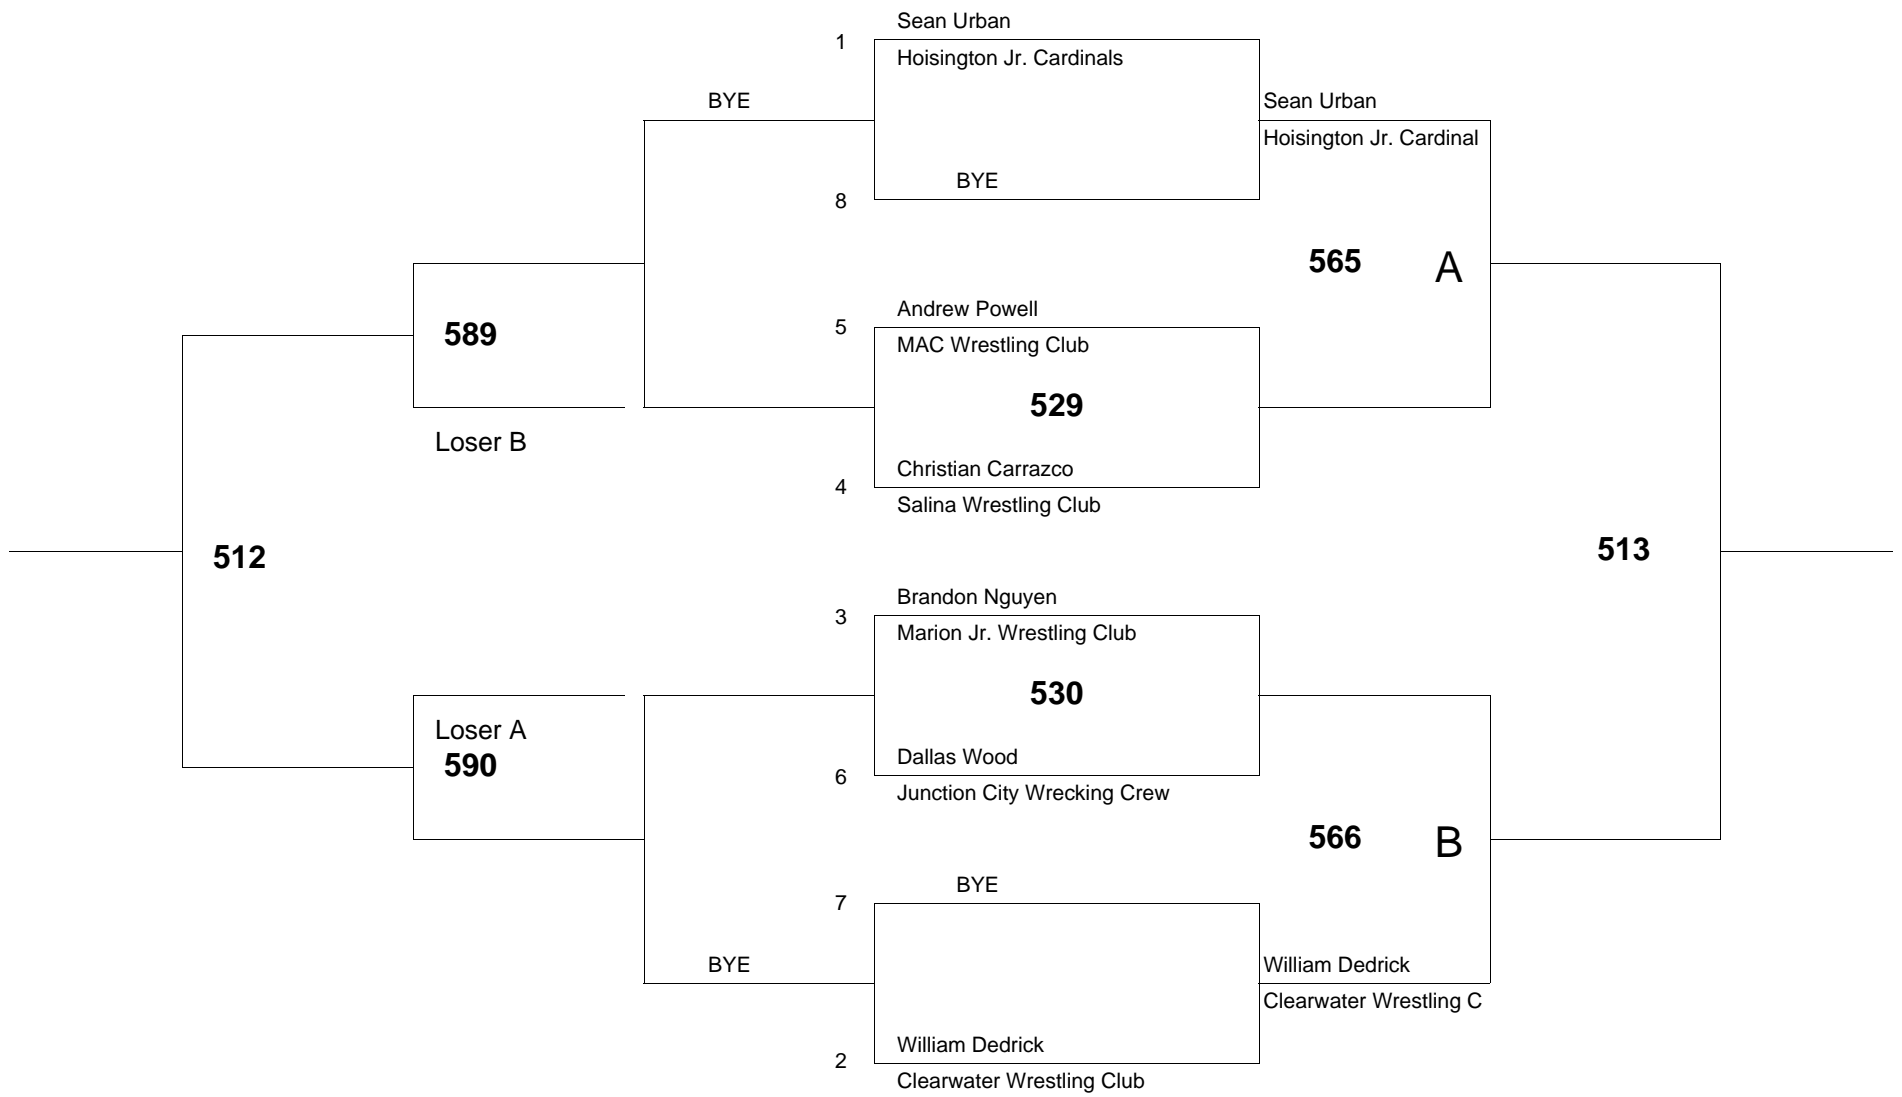 Sean Urban
1
Hoisington Jr. Cardinals
BYE
Sean Urban
Hoisington Jr. Cardinal
BYE
8
565
A
Andrew Powell
5
MAC Wrestling Club
589
529
Loser B
Christian Carrazco
4
Salina Wrestling Club
512
513
Brandon Nguyen
3
Marion Jr. Wrestling Club
530
Loser A
590
Dallas Wood
6
Junction City Wrecking Crew
566
B
BYE
7
BYE
William Dedrick
Clearwater Wrestling C
William Dedrick
2
Clearwater Wrestling Club